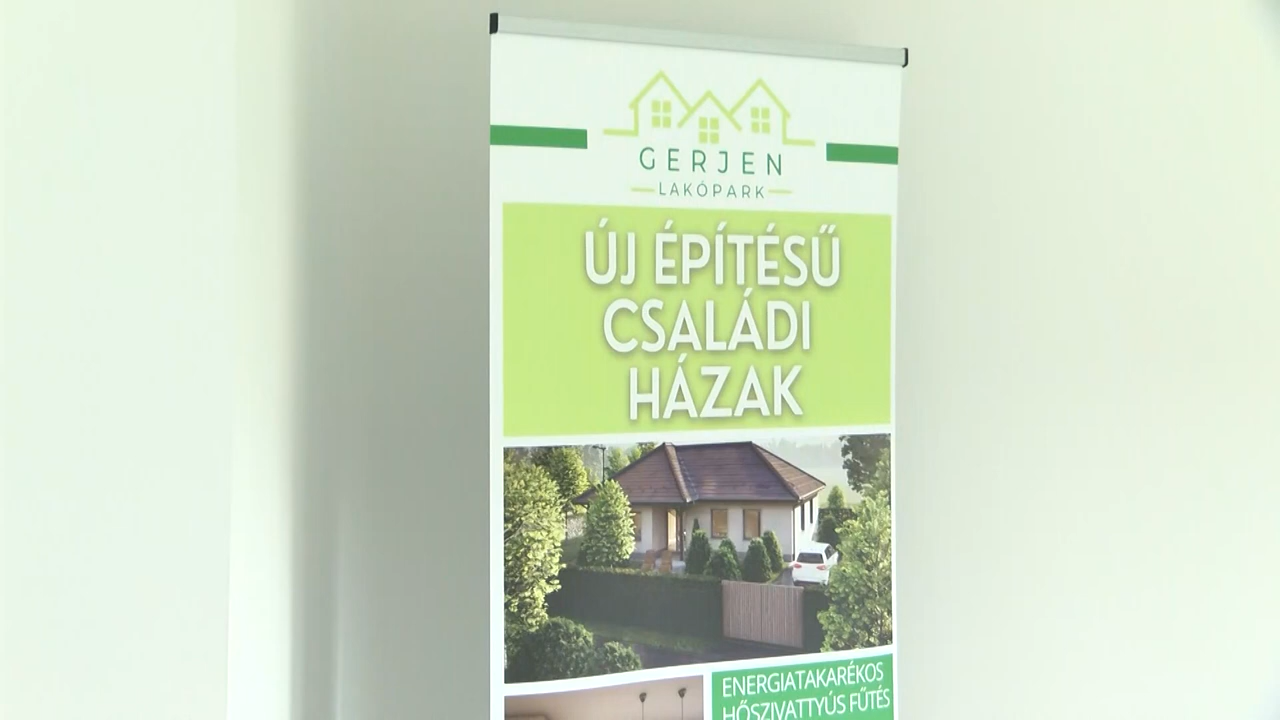 GERJEN
LAKÓPARK
ÚJ ÉPÍTÉSŰ
CSALÁDI
HÁZAK
ENERGIATAKARÉKOS
HŐSZIVATTYÚS FŰTÉS